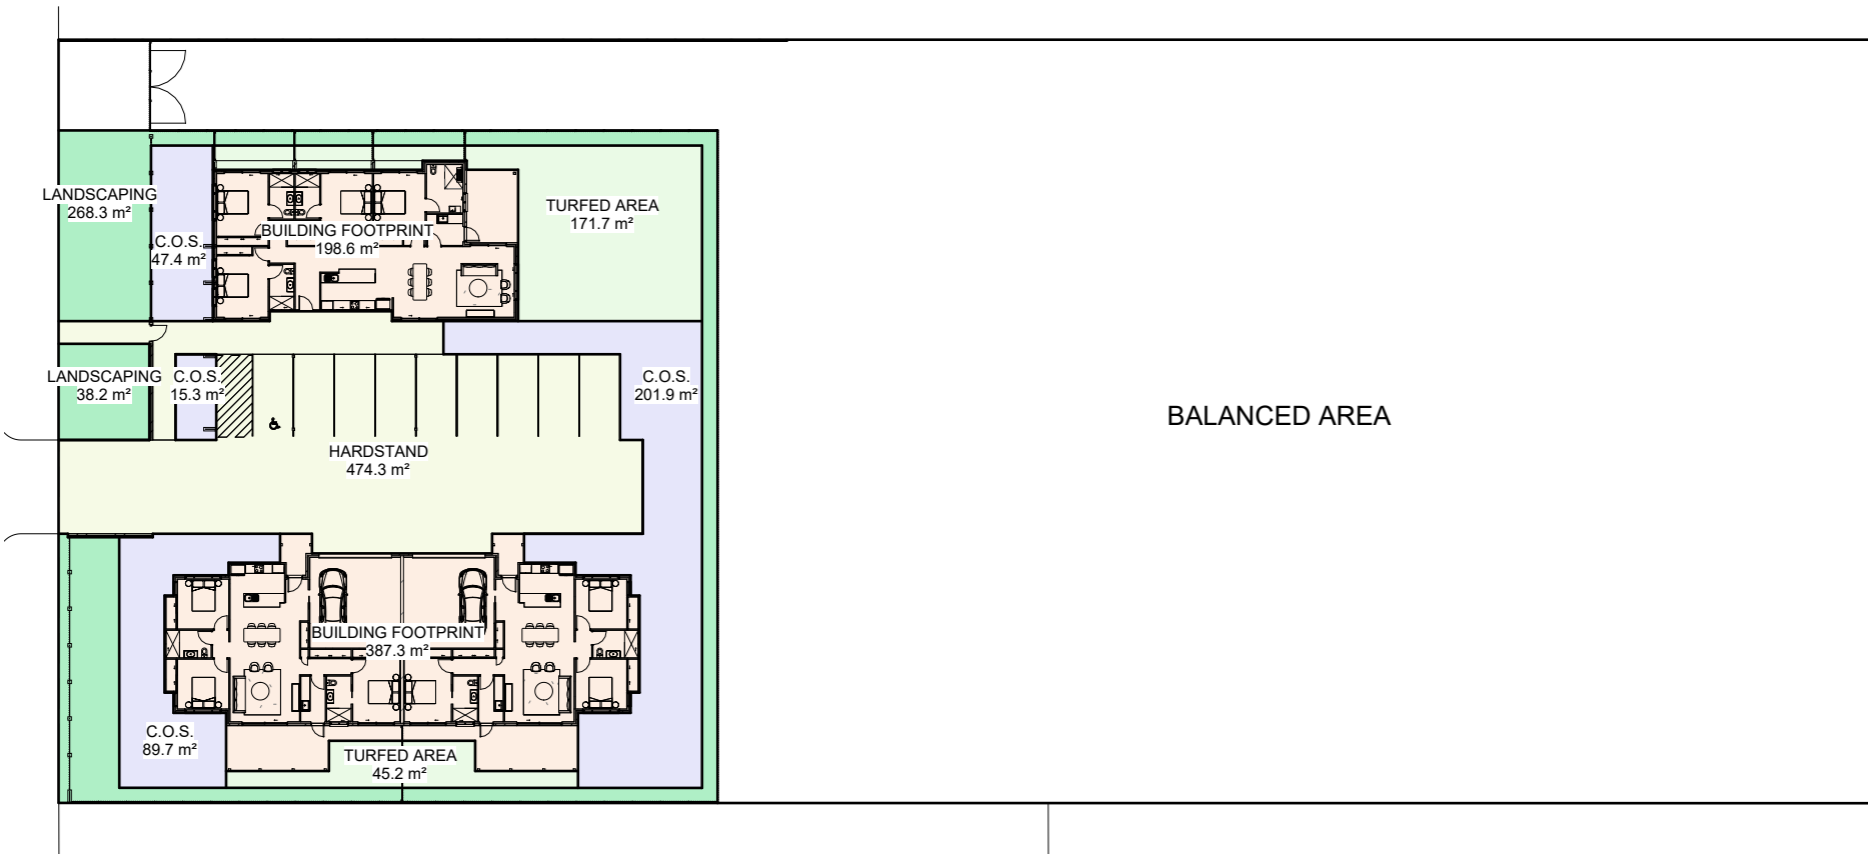 LANDSCAPING
268.3 m²
C.O.S.
47.4 m²
BUILDING FOOTPRINT
198.6 m²
TURFED AREA
171.7 m²
LANDSCAPING
38.2 m²
C.O.S.
15.3 m²
C.O.S.
201.9 m²
BALANCED AREA
HARDSTAND
474.3 m²
BUILDING FOOTPRINT
387.3 m²
C.O.S.
89.7 m²
TURFED AREA
45.2 m²